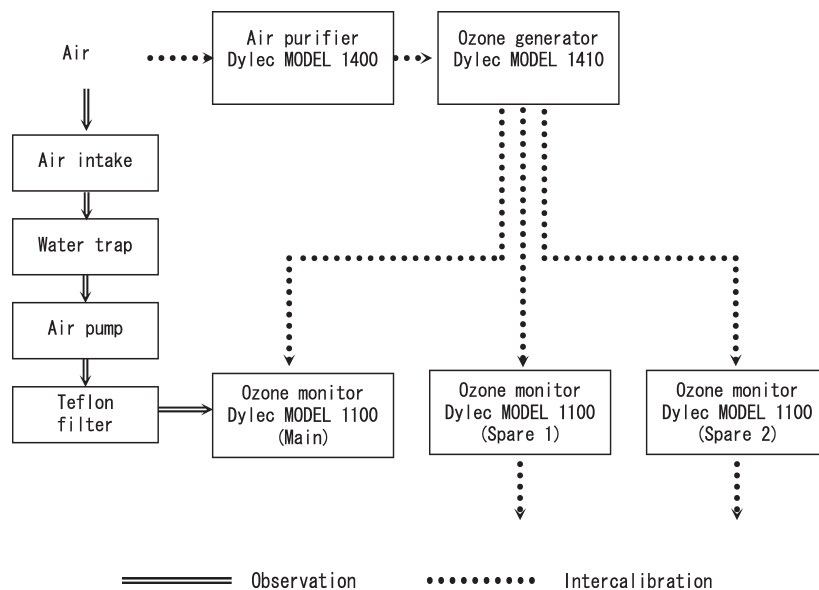 Air
Air purifier
Dylec MODEL 1400
Ozone generator
Dylec MODEL 1410
Air intake
Water trap
Air pump
Teflon
filter
Ozone monitor
Dylec MODEL 1100
(Main)
Ozone monitor
Dylec MODEL 1100
(Spare 1)
Ozone monitor
Dylec MODEL 1100
(Spare 2)
Observation
Intercalibration